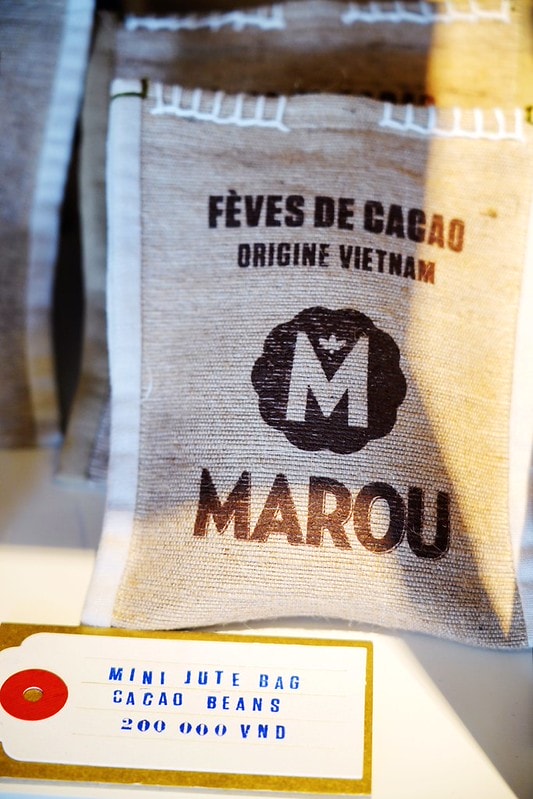 FÈVES DE CACAO
ORIGINE VIETNAM
M
MAROU
MINI JUTE BAG
CACAO BEANS
200 000 VND